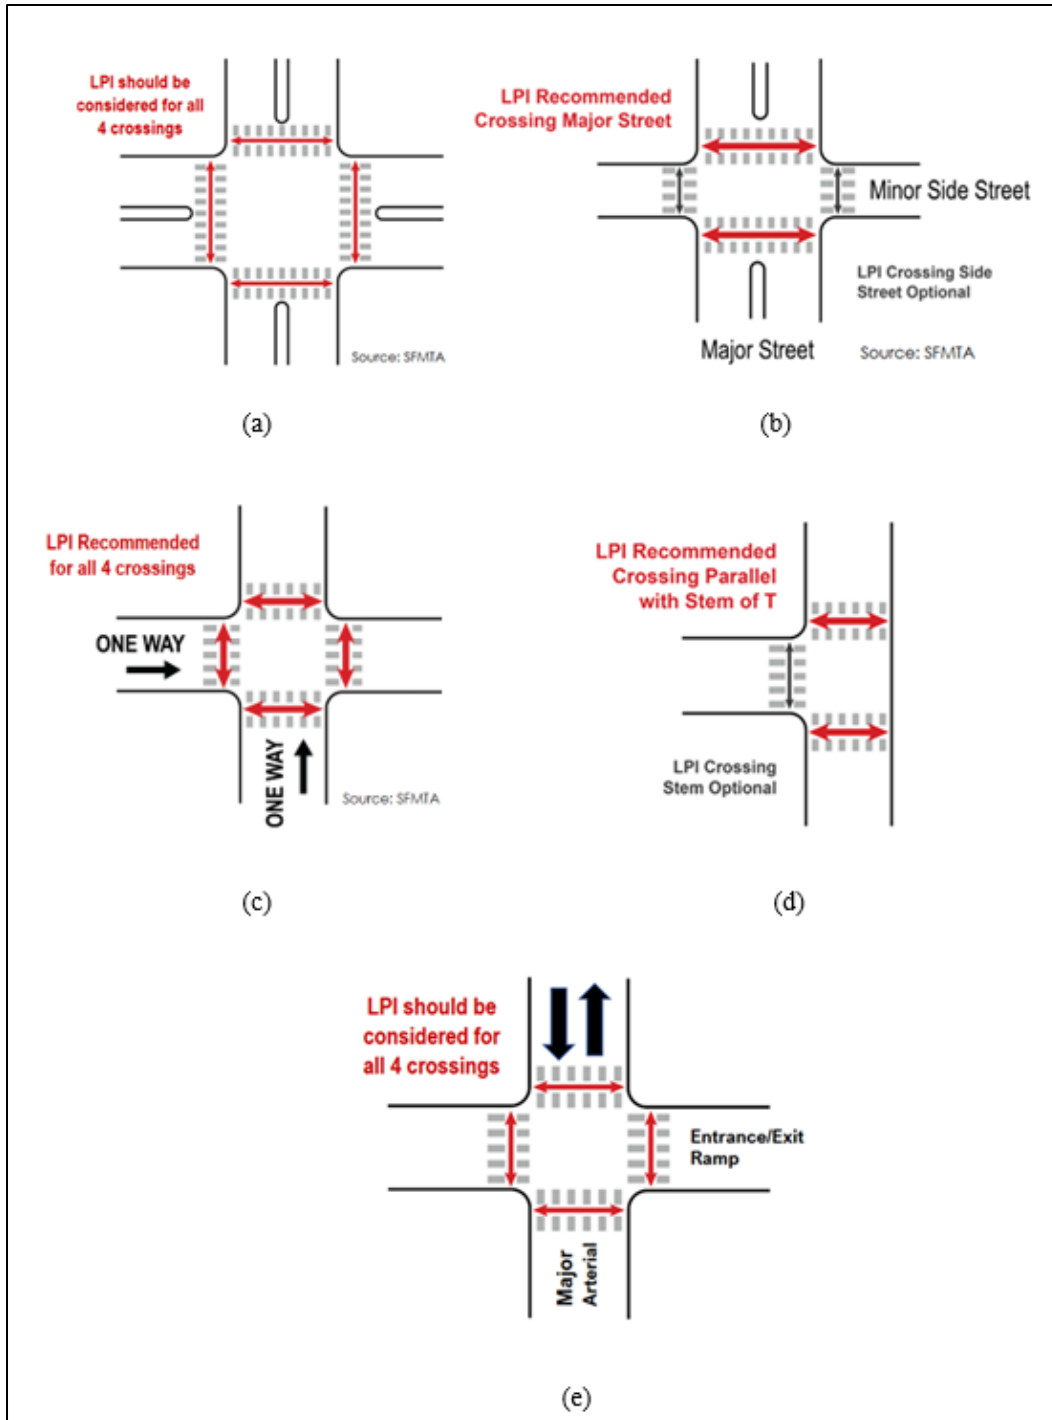 LPI should be
considered for all
4 crossings
Source: SFMTA
(a)
LPI Recommended
Crossing Major Street
Minor Side Street
LPI Crossing Side
Street Optional
Major Street
Source: SFMTA
(b)
LPI Recommended
for all 4 crossings
ONE WAY
ONE WAY
Source: SFMTA
(c)
LPI Recommended
Crossing Parallel
with Stem of T
LPI Crossing
Stem Optional
(d)
LPI should be
considered for
all 4 crossings
Entrance/Exit
Ramp
Major
Arterial
(e)